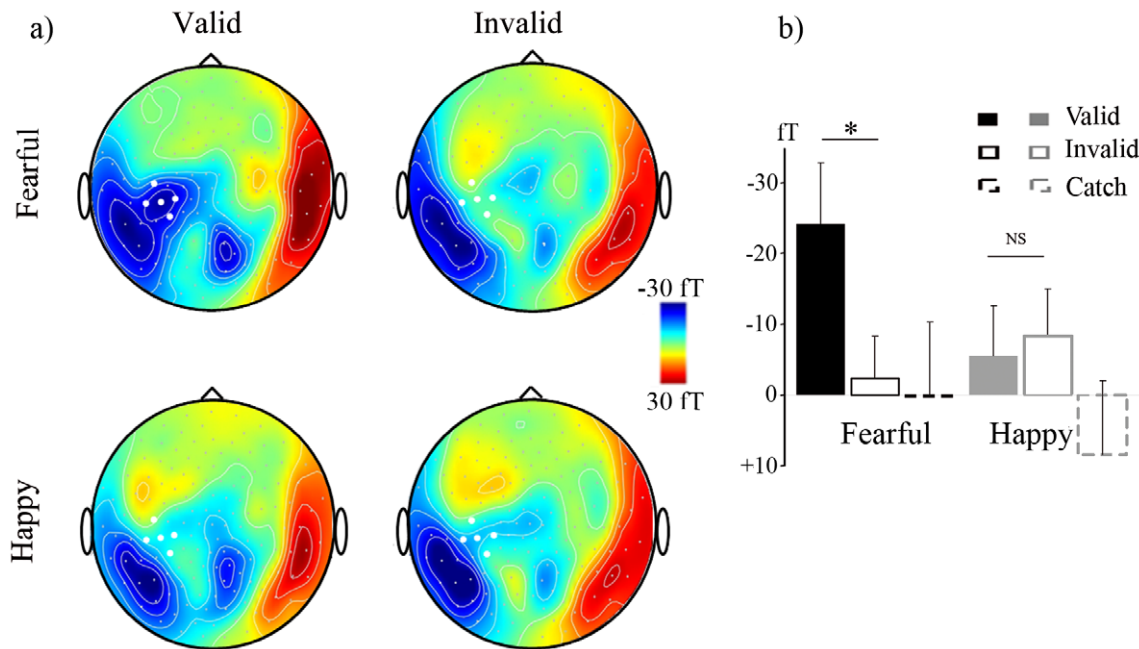 a)
Valid
Invalid
Fearful
Happy
-30 fT
30 fT
b)
Valid
Invalid
Catch
fT
-30
-20
-10
0
+10
*
NS
Fearful
Happy